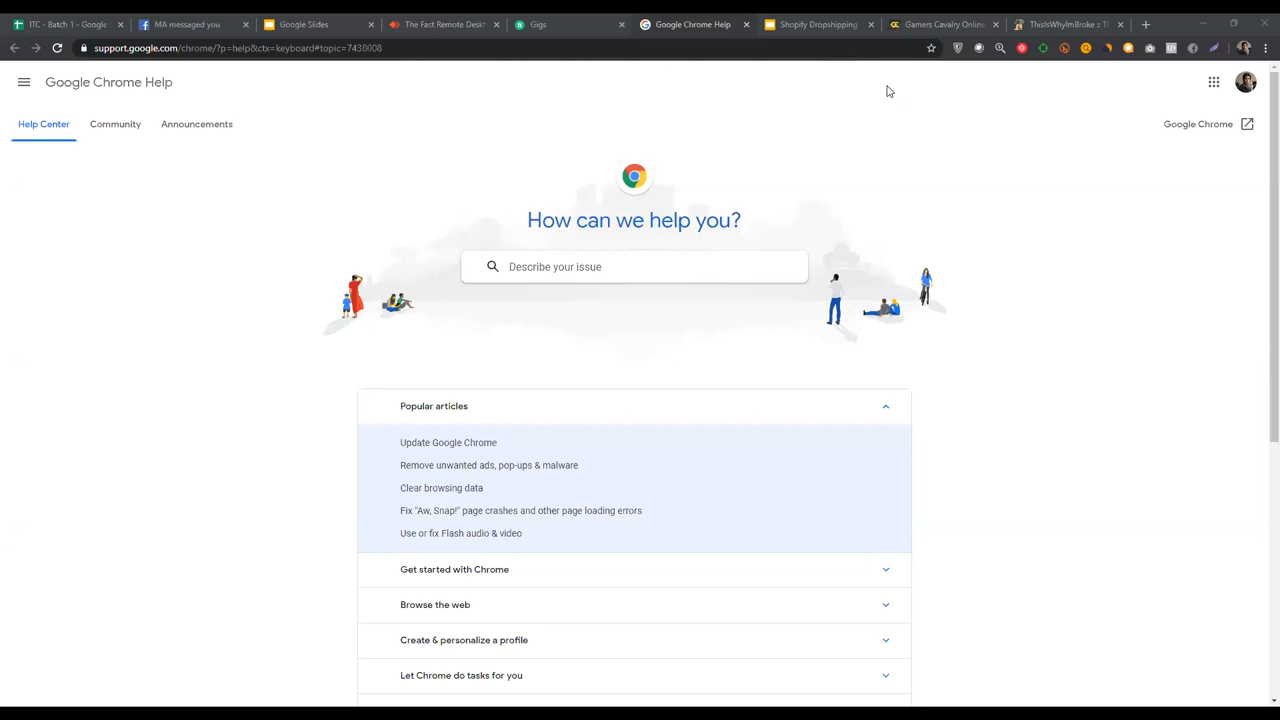 ITC - Batch 1 - Google
MA messaged you
Google Slides
The Fast Remote Deskt
Gigs
Google Chrome Help
Shopify Dropshipping
Gamers Cavalry Online
ThisIsWhyImBroke :: Th
support.google.com/chrome/?p=help&ctx=keyboard#topic=7438008
Google Chrome Help
Help Center
Community
Announcements
Google Chrome
How can we help you?
Describe your issue
Popular articles
Update Google Chrome
Remove unwanted ads, pop-ups & malware
Clear browsing data
Fix "Aw, Snap!" page crashes and other page loading errors
Use or fix Flash audio & video
Get started with Chrome
Browse the web
Create & personalize a profile
Let Chrome do tasks for you